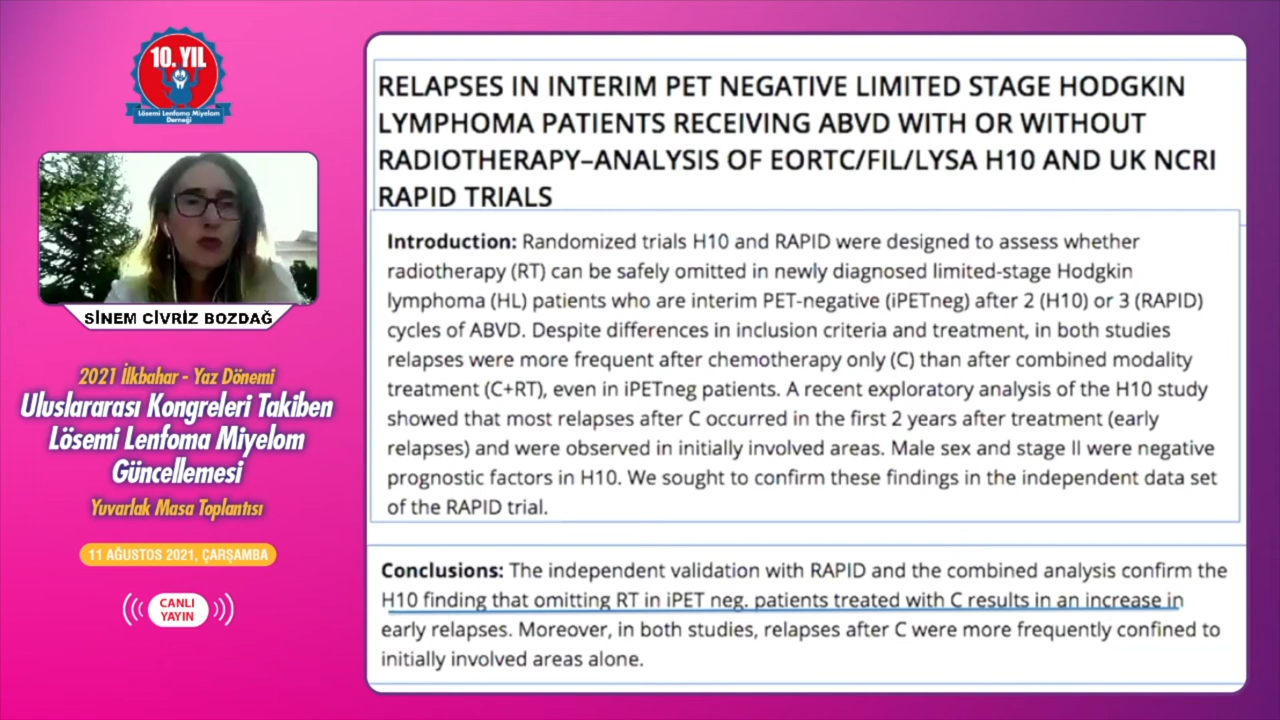 10. YIL
Lösemi Lenfoma Miyelom
Derneği
SİNEM CİVRİZ BOZDAĞ
2021 İlkbahar - Yaz Dönemi
Uluslararası Kongreleri Takiben
Lösemi Lenfoma Miyelom
Güncellemesi
Yuvarlak Masa Toplantısı
11 AĞUSTOS 2021, ÇARŞAMBA
CANLI
YAYIN
RELAPSES IN INTERIM PET NEGATIVE LIMITED STAGE HODGKIN
LYMPHOMA PATIENTS RECEIVING ABVD WITH OR WITHOUT
RADIOTHERAPY–ANALYSIS OF EORTC/FIL/LYSA H10 AND UK NCRI
RAPID TRIALS
Introduction: Randomized trials H10 and RAPID were designed to assess whether
radiotherapy (RT) can be safely omitted in newly diagnosed limited-stage Hodgkin
lymphoma (HL) patients who are interim PET-negative (iPETneg) after 2 (H10) or 3 (RAPID)
cycles of ABVD. Despite differences in inclusion criteria and treatment, in both studies
relapses were more frequent after chemotherapy only (C) than after combined modality
treatment (C+RT), even in iPETneg patients. A recent exploratory analysis of the H10 study
showed that most relapses after C occurred in the first 2 years after treatment (early
relapses) and were observed in initially involved areas. Male sex and stage II were negative
prognostic factors in H10. We sought to confirm these findings in the independent data set
of the RAPID trial.
Conclusions: The independent validation with RAPID and the combined analysis confirm the
H10 finding that omitting RT in iPET neg. patients treated with C results in an increase in
early relapses. Moreover, in both studies, relapses after C were more frequently confined to
initially involved areas alone.